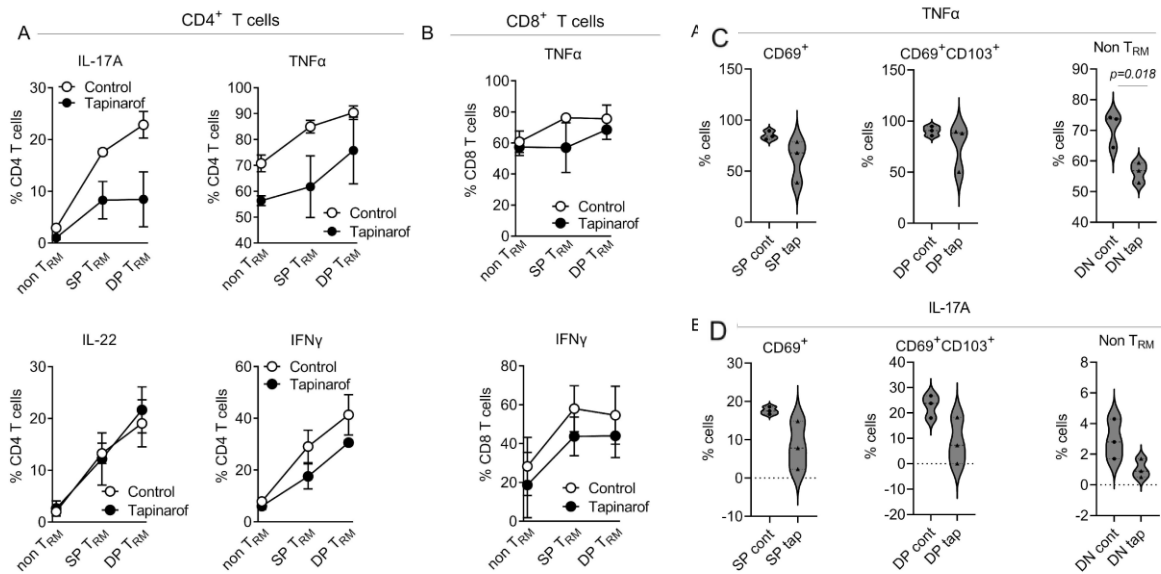 CD4+ T cells
A
IL-17A
% CD4 T cells
30
20
10
0
Control
Tapinarof
non TRM
SP TRM
DP TRM
TNFα
% CD4 T cells
100
90
80
70
60
50
40
Control
Tapinarof
non TRM
SP TRM
DP TRM
IL-22
% CD4 T cells
30
20
10
0
Control
Tapinarof
non TRM
SP TRM
DP TRM
IFNγ
% CD4 T cells
60
40
20
0
Control
Tapinarof
non TRM
SP TRM
DP TRM
CD8+ T cells
B
TNFα
% CD8 T cells
100
80
60
40
20
0
Control
Tapinarof
non TRM
SP TRM
DP TRM
IFNγ
% CD8 T cells
80
60
40
20
0
Control
Tapinarof
non TRM
SP TRM
DP TRM
C
TNFα
CD69+
% cells
150
100
50
0
SP cont
SP tap
CD69+CD103+
% cells
150
100
50
0
DP cont
DP tap
Non TRM
p=0.018
% cells
90
80
70
60
50
40
DN cont
DN tap
D
IL-17A
CD69+
% cells
30
20
10
0
-10
SP cont
SP tap
CD69+CD103+
% cells
40
30
20
10
0
-10
-20
DP cont
DP tap
Non TRM
% cells
8
6
4
2
0
-2
DN cont
DN tap